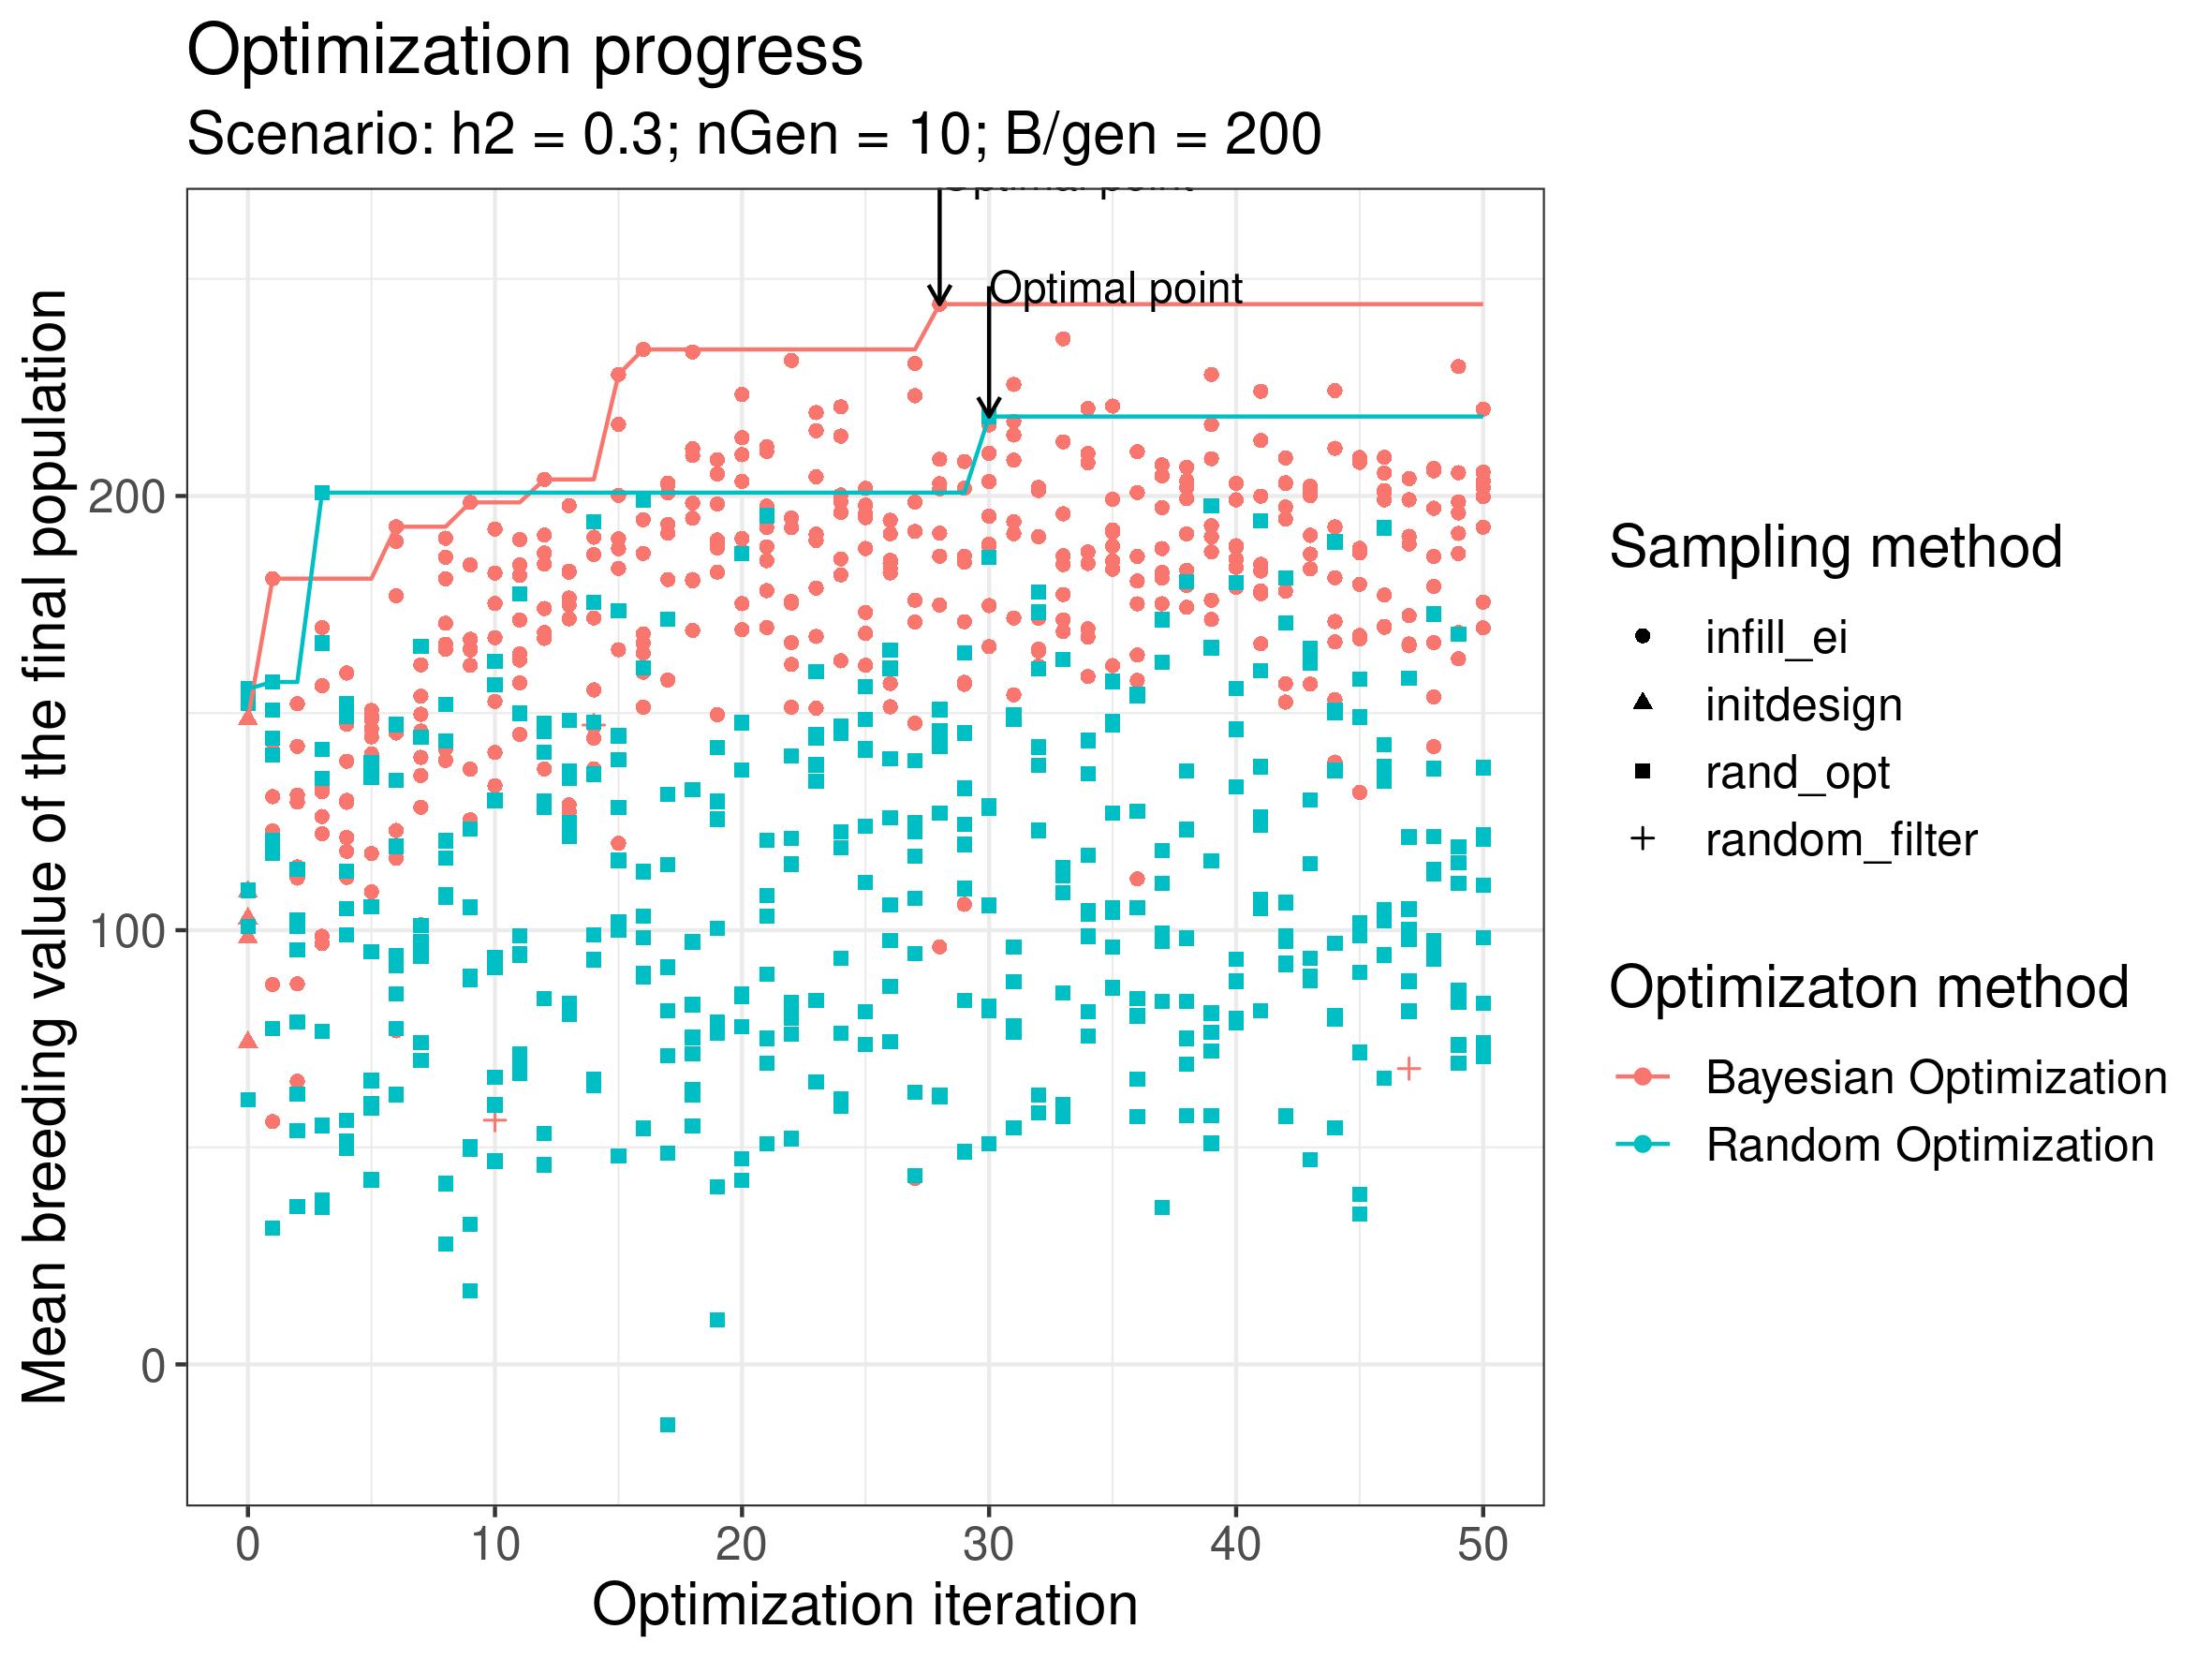 Optimization progress
Scenario: h2 = 0.3; nGen = 10; B/gen = 200
Optimal point
Mean breeding value of the final population
200
100
0
0 10 20 30 40 50
Optimization iteration
Sampling method
infill_ei
initdesign
rand_opt
random_filter
Optimizaton method
Bayesian Optimization
Random Optimization